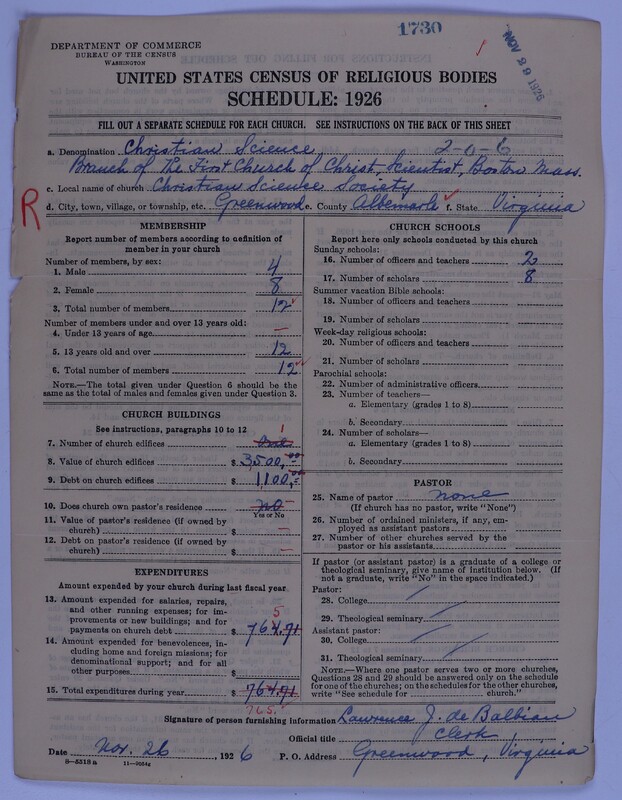 1730
NOV 29 1926
DEPARTMENT OF COMMERCE
BUREAU OF THE CENSUS
WASHINGTON
UNITED STATES CENSUS OF RELIGIOUS BODIES
SCHEDULE: 1926
FILL OUT A SEPARATE SCHEDULE FOR EACH CHURCH. SEE INSTRUCTIONS ON THE BACK OF THIS SHEET
a. Denomination Christian Science 2-0-6
Branch of The First Church of Christ, Scientist, Boston Mass.
c. Local name of church Christian Science Society
R
d. City, town, village, or township, etc. Greenwood e. County Albemarle f. State Virginia
MEMBERSHIP
Report number of members according to definition of
member in your church
Number of members, by sex:
1. Male 4
2. Female 8
3. Total number of members 12
Number of members under and over 13 years old:
4. Under 13 years of age —
5. 13 years old and over 12
6. Total number of members 12
NOTE.—The total given under Question 6 should be the
same as the total of males and females given under Question 3.
CHURCH BUILDINGS
See instructions, paragraphs 10 to 12
7. Number of church edifices one 1
8. Value of church edifices $ 3500,00
9. Debt on church edifices $ 1,100,00
10. Does church own pastor's residence no
Yes or No
11. Value of pastor's residence (if owned by
church) $ —
12. Debt on pastor's residence (if owned by
church) $ —
EXPENDITURES
Amount expended by your church during last fiscal year
13. Amount expended for salaries, repairs,
and other running expenses; for im-
provements or new buildings; and for
payments on church debt $ 764.71 5
14. Amount expended for benevolences, in-
cluding home and foreign missions; for
denominational support; and for all
other purposes $
15. Total expenditures during year $ 764.71
765.
CHURCH SCHOOLS
Report here only schools conducted by this church
Sunday schools:
16. Number of officers and teachers 2
17. Number of scholars 8
Summer vacation Bible schools:
18. Number of officers and teachers
19. Number of scholars
Week-day religious schools:
20. Number of officers and teachers
21. Number of scholars
Parochial schools:
22. Number of administrative officers
23. Number of teachers—
a. Elementary (grades 1 to 8)
b. Secondary
24. Number of scholars—
a. Elementary (grades 1 to 8)
b. Secondary
PASTOR
25. Name of pastor none
(If church has no pastor, write "None")
26. Number of ordained ministers, if any, em-
ployed as assistant pastors
27. Number of other churches served by the
pastor or his assistants
If pastor (or assistant pastor) is a graduate of a college or
theological seminary, give name of institution below. (If
not a graduate, write "No" in the space indicated.)
Pastor:
28. College
29. Theological seminary
Assistant pastor:
30. College
31. Theological seminary
NOTE.—Where one pastor serves two or more churches,
Questions 28 and 29 should be answered only on the schedule
for one of the churches; on the schedules for the other churches,
write "See schedule for church."
Signature of person furnishing information Lawrence J. de Balbian
Official title Clerk
Date Nov. 26, 1926 P. O. Address Greenwood, Virginia
8—5518a 11—9054a